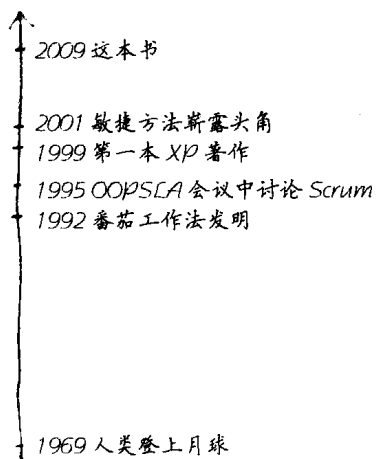 2009 这本书
2001 敏捷方法崭露头角
1999 第一本 XP 著作
1995 OOPSLA 会议中讨论 Scrum
1992 番茄工作法发明
1969 人类登上月球